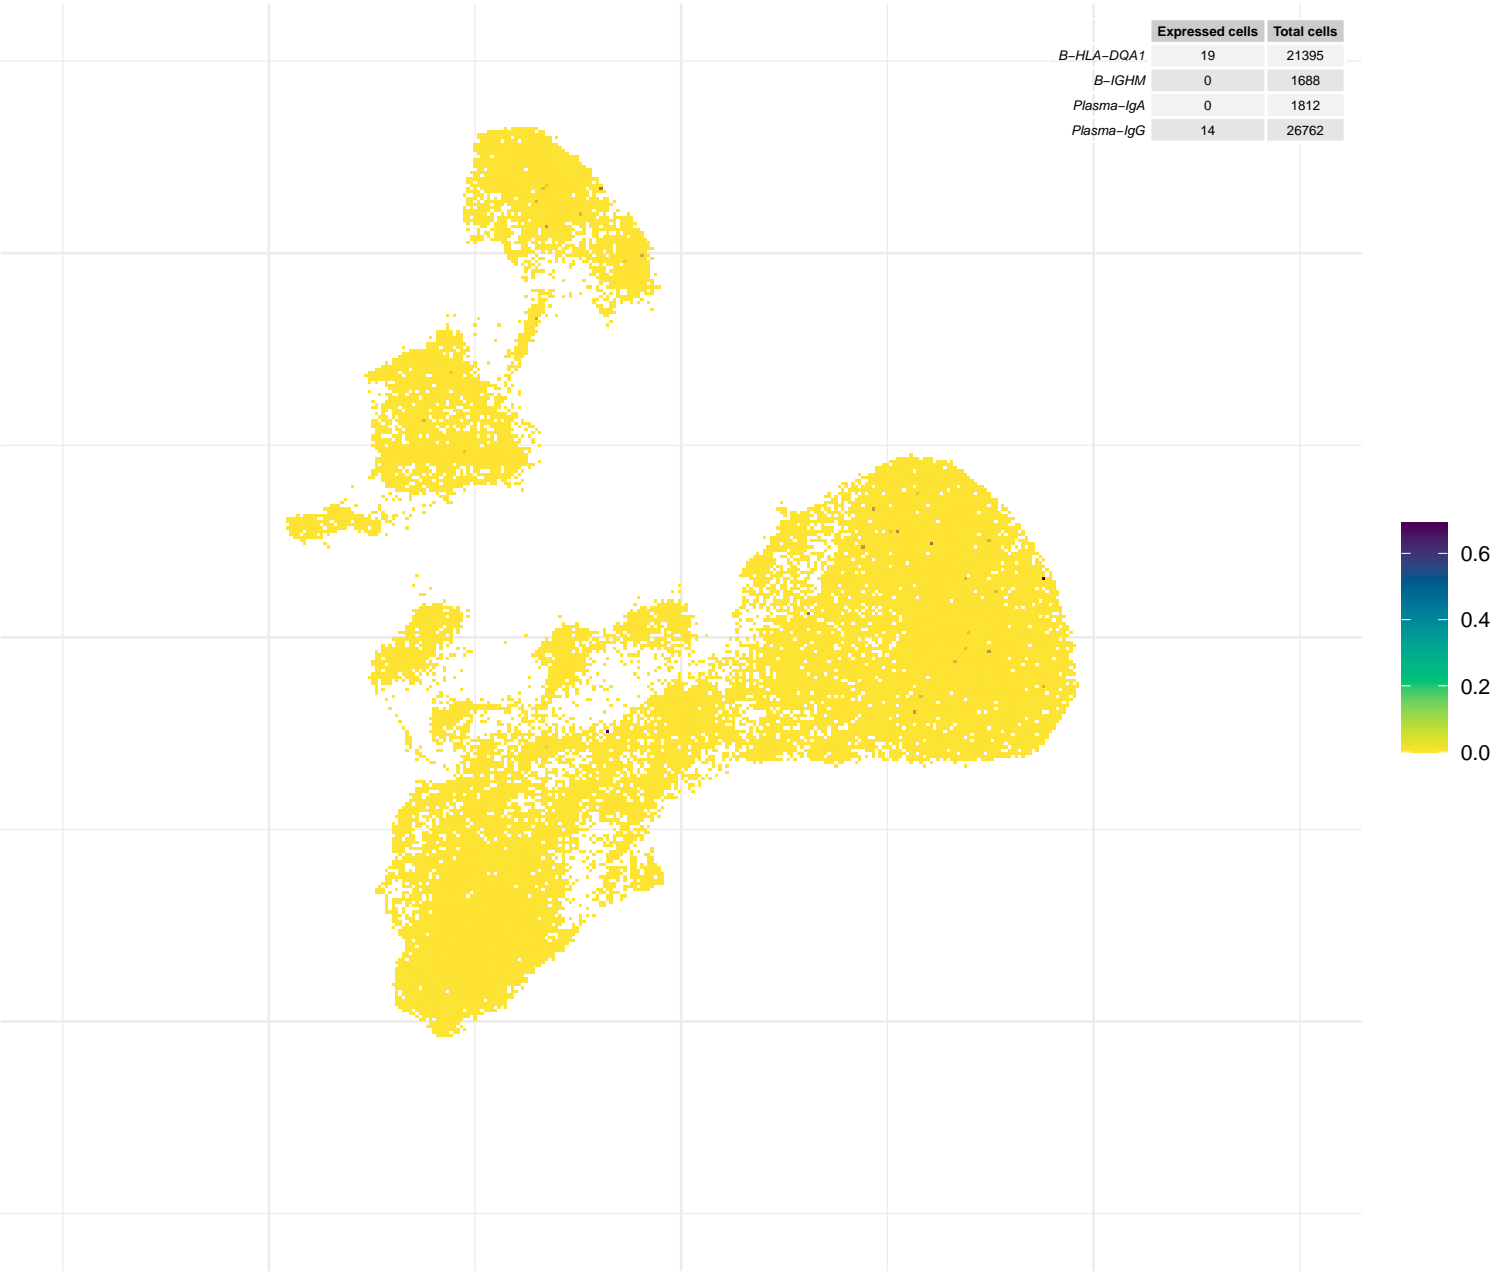 Expressed cells Total cells
B−HLA−DQA1 19 21395
B−IGHM 0 1688
Plasma−IgA 0 1812
Plasma−IgG 14 26762
0.6
0.4
0.2
0.0